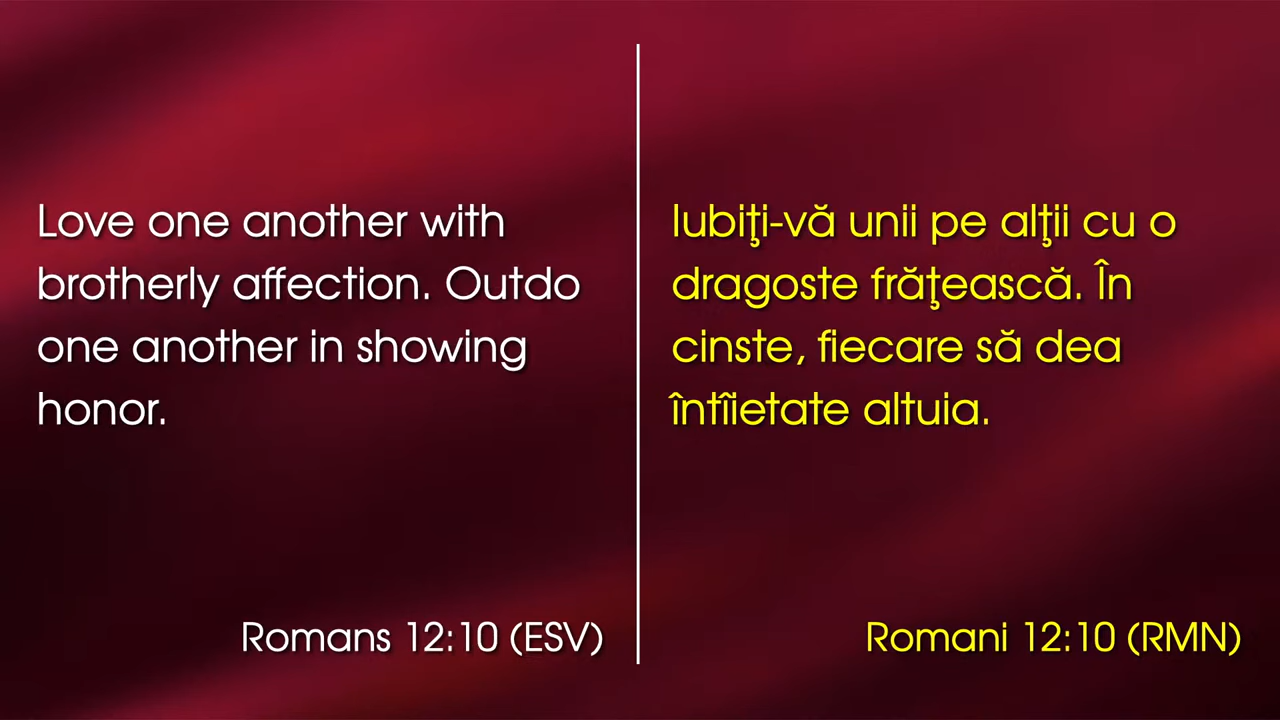 Love one another with
brotherly affection. Outdo
one another in showing
honor.
Romans 12:10 (ESV)
Iubiţi-vă unii pe alţii cu o
dragoste frăţească. În
cinste, fiecare să dea
întîietate altuia.
Romani 12:10 (RMN)